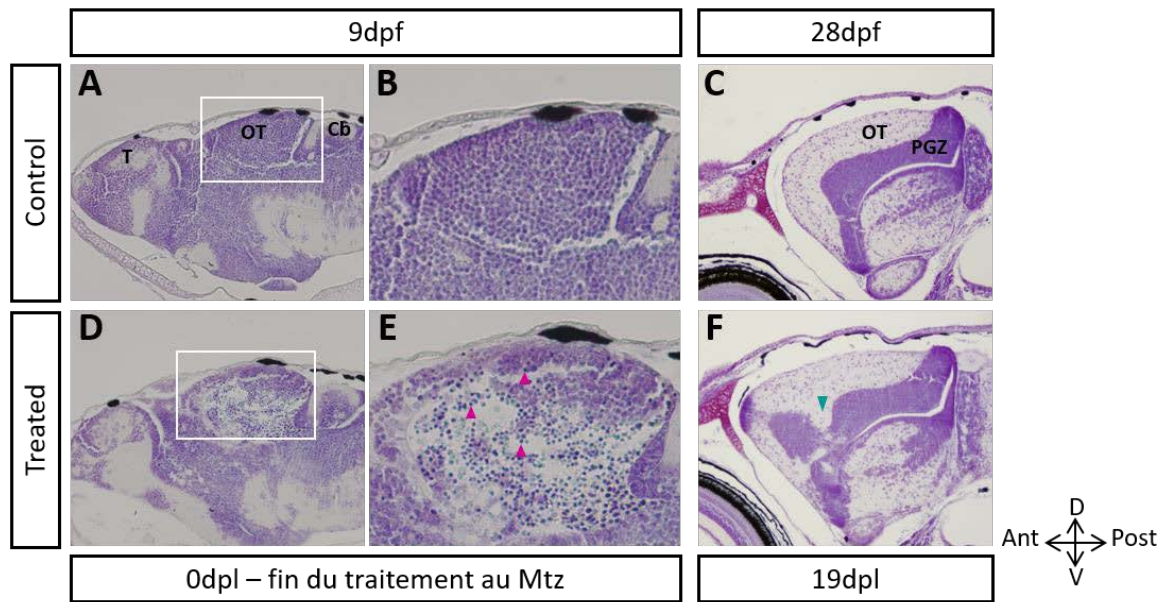 9dpf
28dpf
Control
A
T
OT
Cb
B
C
OT
PGZ
Treated
D
E
F
0dpl – fin du traitement au Mtz
19dpl
D
Ant
Post
V